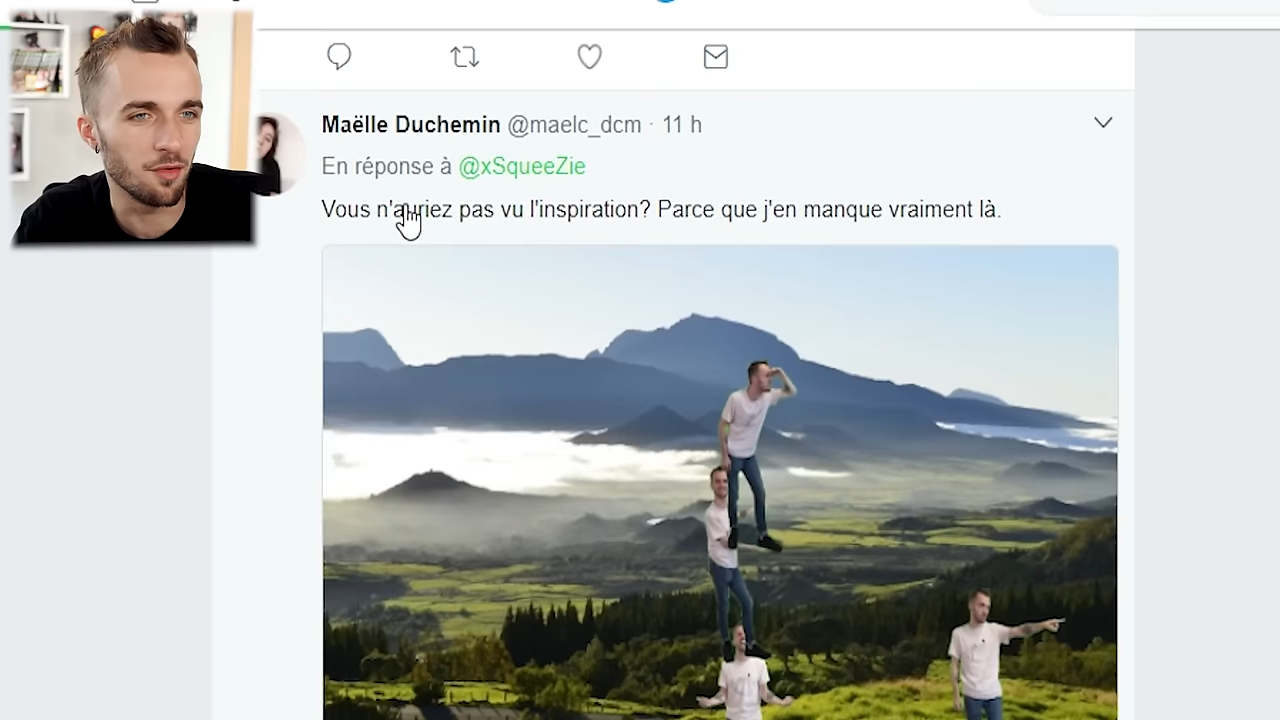 Maëlle Duchemin @maelc_dcm · 11 h
En réponse à @xSqueeZie
Vous n'auriez pas vu l'inspiration? Parce que j'en manque vraiment là.